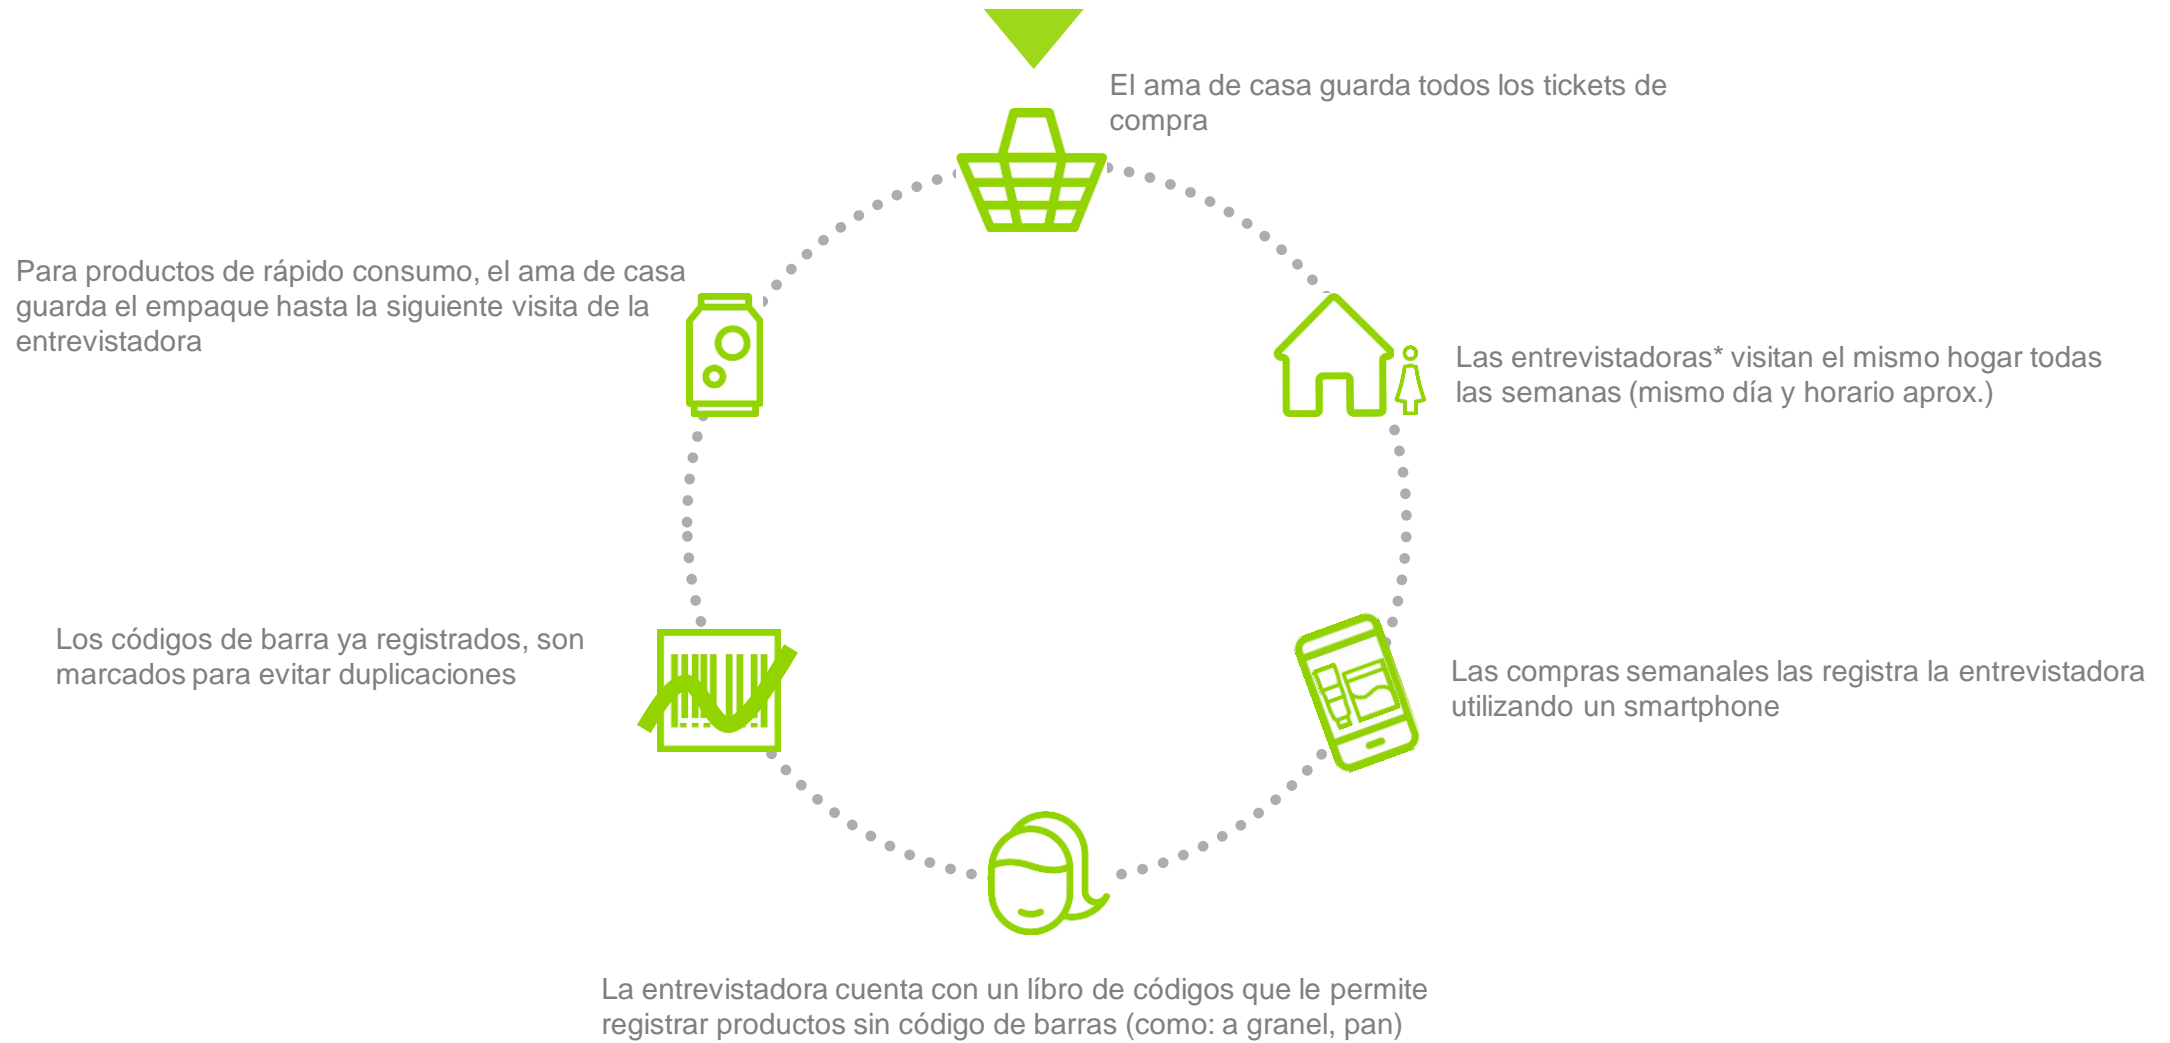 El ama de casa guarda todos los tickets de
compra
Las entrevistadoras* visitan el mismo hogar todas
las semanas (mismo día y horario aprox.)
Las compras semanales las registra la entrevistadora
utilizando un smartphone
La entrevistadora cuenta con un líbro de códigos que le permite
registrar productos sin código de barras (como: a granel, pan)
Los códigos de barra ya registrados, son
marcados para evitar duplicaciones
Para productos de rápido consumo, el ama de casa
guarda el empaque hasta la siguiente visita de la
entrevistadora